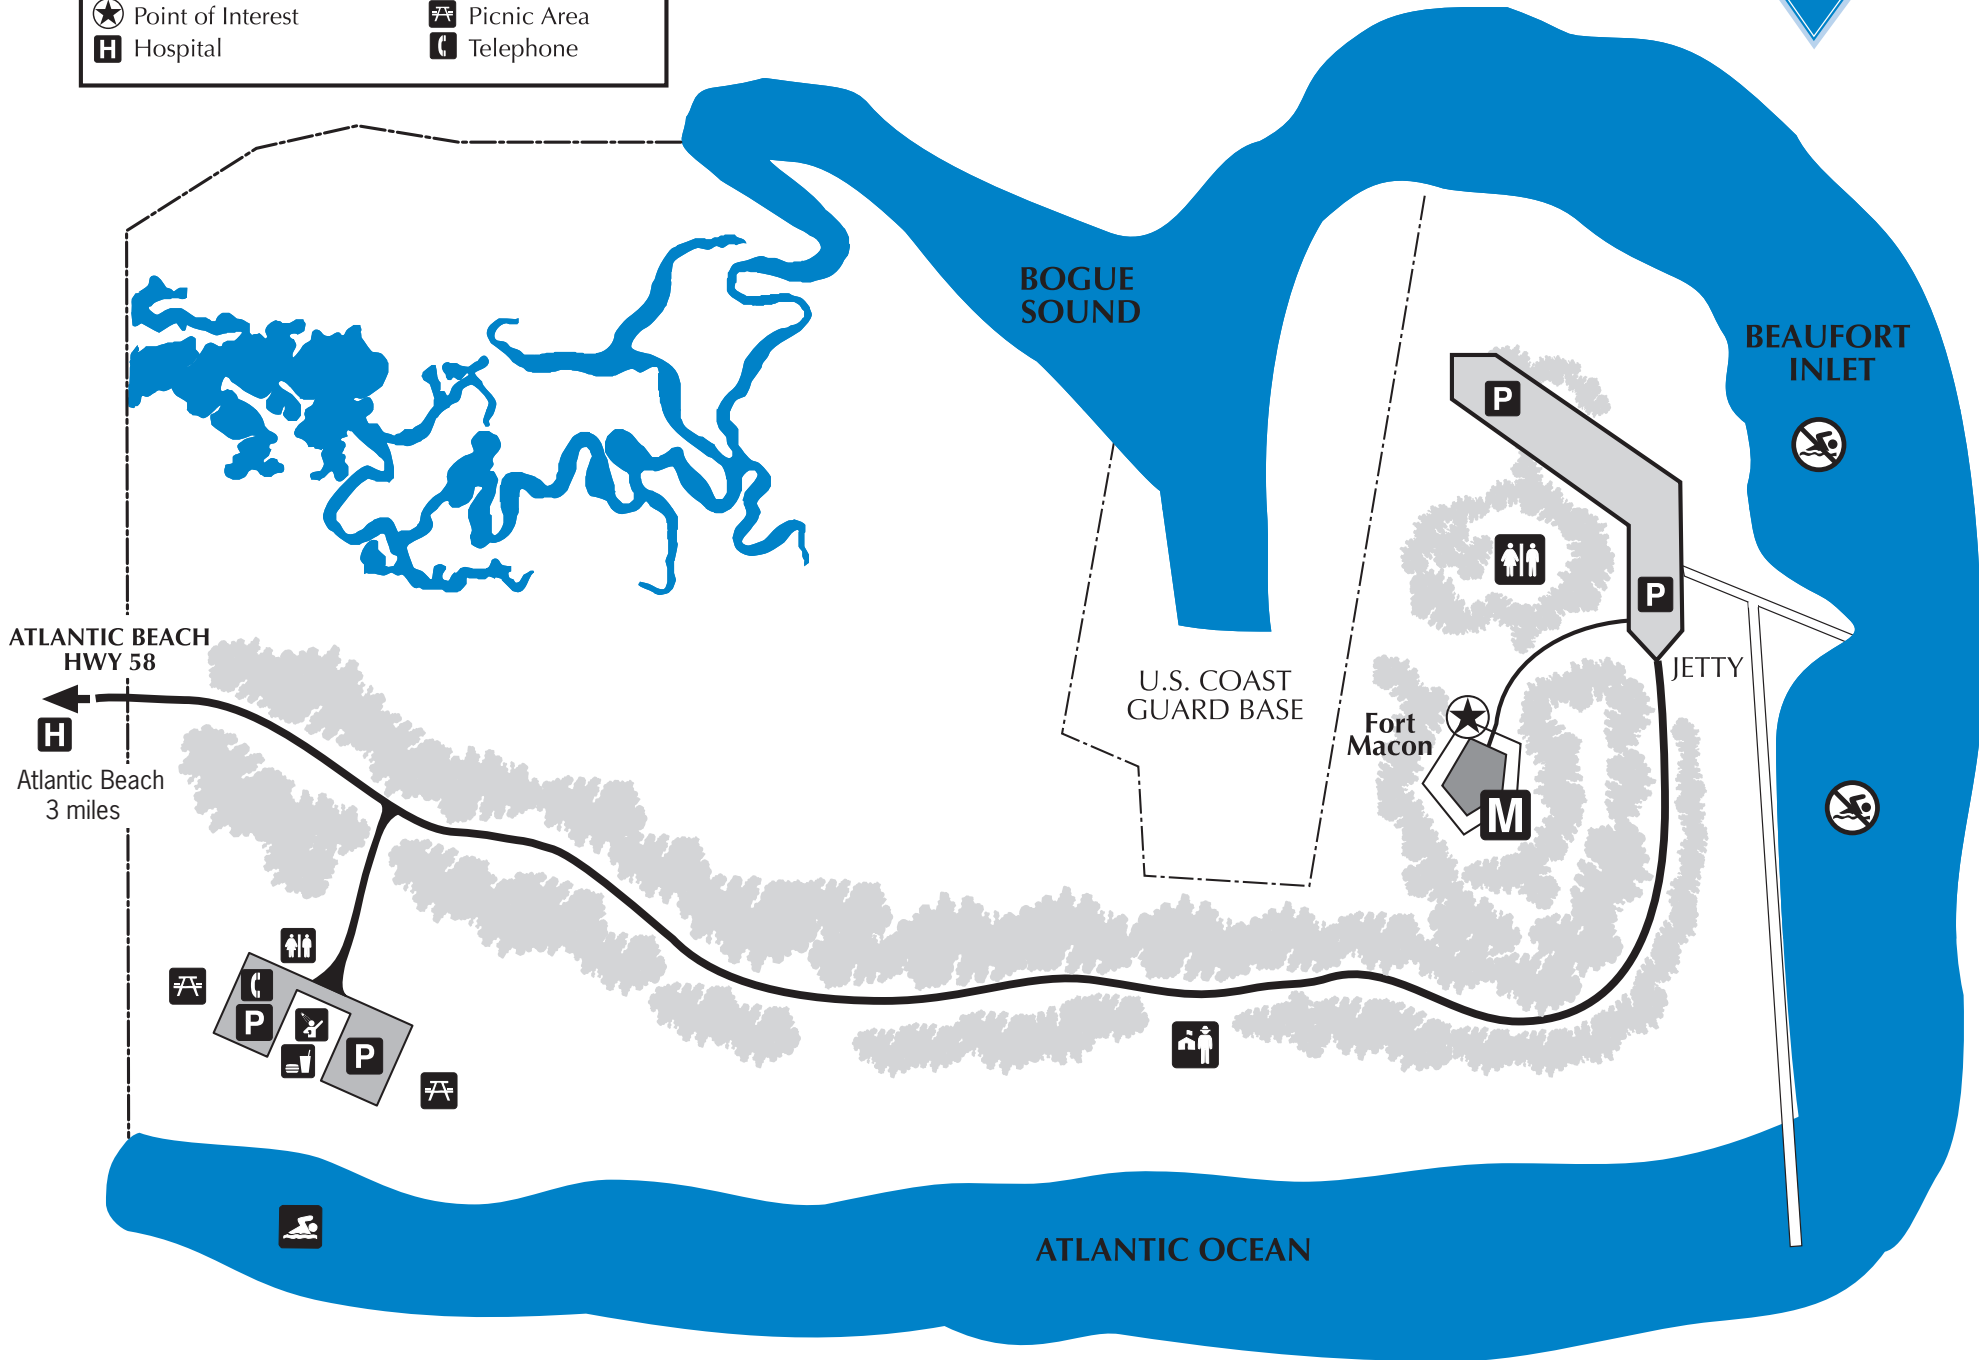 Point of Interest
Picnic Area
H Hospital
Telephone
BOGUE
SOUND
BEAUFORT
INLET
P
P
ATLANTIC BEACH
HWY 58
H
Atlantic Beach
3 miles
U.S. COAST
GUARD BASE
JETTY
Fort
Macon
M
P
P
ATLANTIC OCEAN